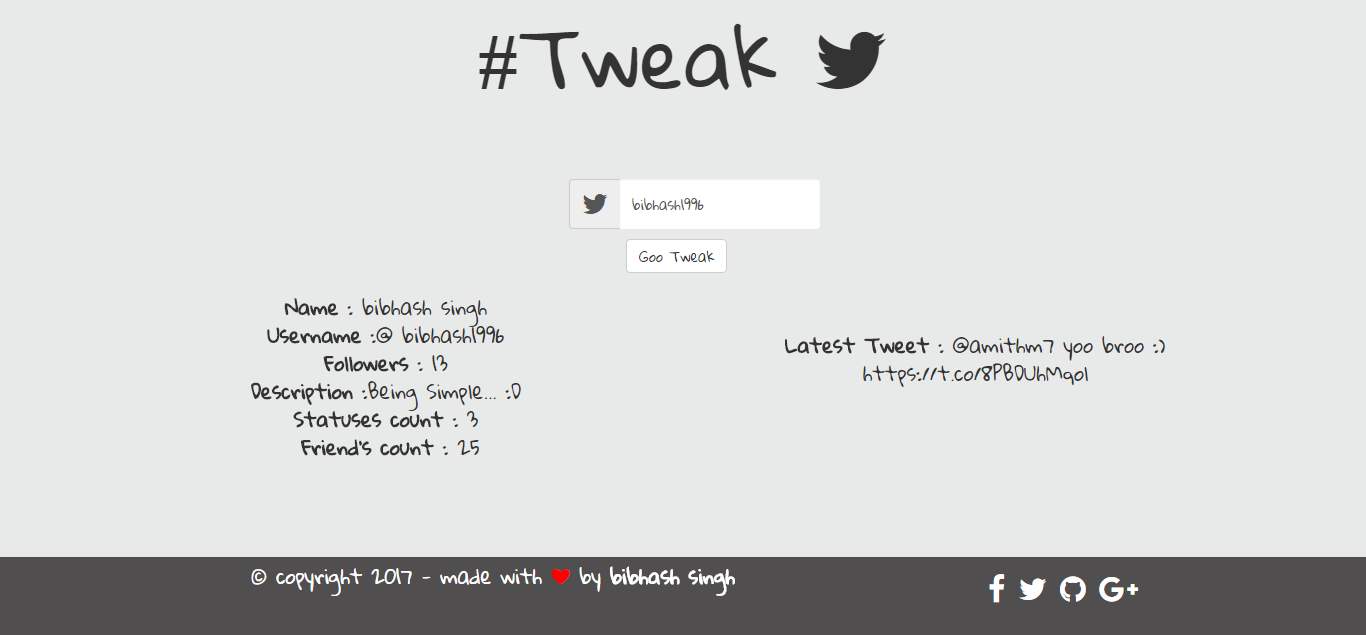 #Tweak
bibhash1996
Goo Tweak
Name : bibhash singh
Username :@ bibhash1996
Followers : 13
Description :Being Simple... :D
Statuses count : 3
Friend's count : 25
Latest Tweet : @amithm7 yoo broo :)
https://t.co/8PBDUhMqoI
© copyright 2017 - made with ❤ by bibhash singh
G+